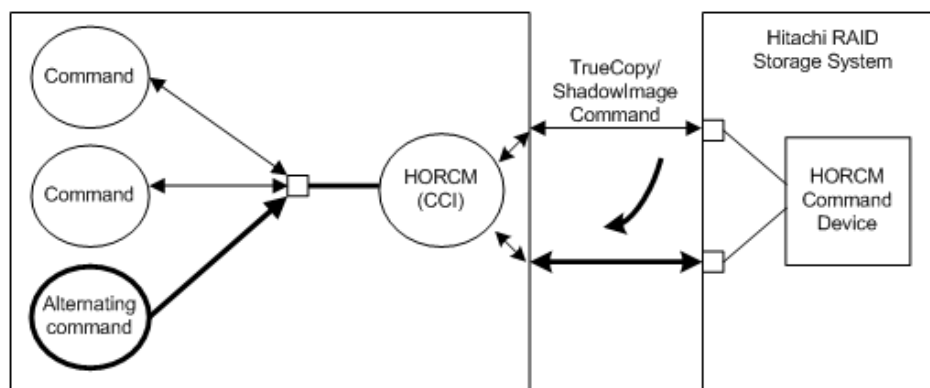 Command
Command
Alternating
command
HORCM
(CCI)
TrueCopy/
ShadowImage
Command
Hitachi RAID
Storage System
HORCM
Command
Device